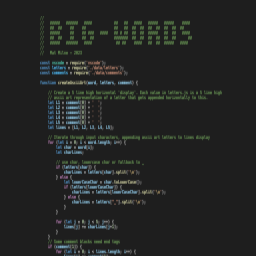 //
// BIG-WORDS
//
// Mat Milne - 2022

const vscode = require('vscode');
const letters = require('./data/letters');
const comments = require('./data/comments');

function createAsciiArt(word, letters, comment) {

// Create a 5 line high horizontal 'display'. Each value in letters is an a 5 line high
// ascii art representation of a letter that gets appended horizontally to this.
let L1 = comment[0] + ' ';
let L2 = comment[0] + ' ';
let L3 = comment[0] + ' ';
let L4 = comment[0] + ' ';
let L5 = comment[0] + ' ';
let lines = [L1, L2, L3, L4, L5];

// Iterate through input characters, appending ascii art letters to lines display
for (let i = 0; i < word.length; i++) {
let char = word[i];
let charLines;

// use char, lowercase char or fallback to _
if (letters[char]) {
charLines = letters[char].split('\n');
} else {
let lowerCaseChar = char.toLowerCase();
if (letters[lowerCaseChar]) {
charLines = letters[lowerCaseChar].split('\n');
} else {
charLines = letters["_"].split('\n');
}
}

for (let j = 0; j < 5; j++) {
lines[j] += charLines[j+1];
}
}

// Some comment blocks need end tags
if (comment[1]) {
for (let i = 0; i < lines.length; i++) {